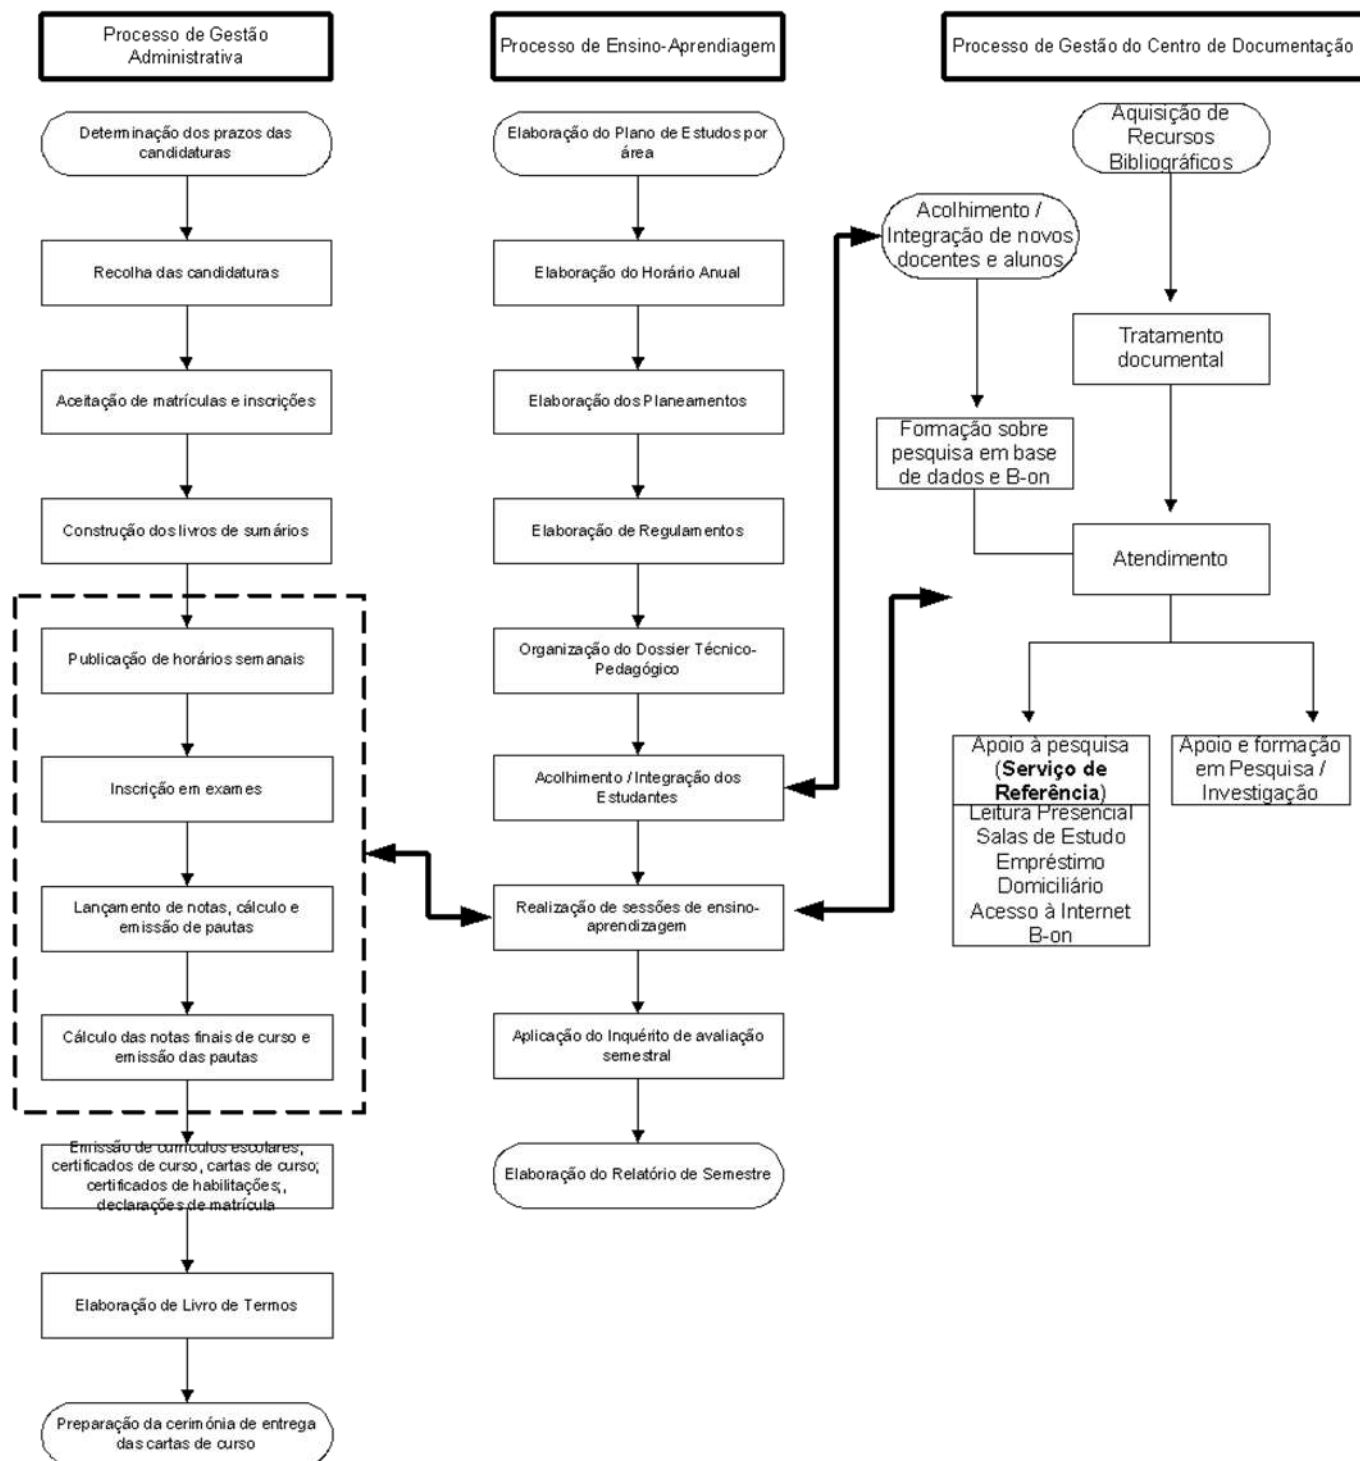 Processo de Gestão
Administrativa
Determinação dos prazos das
candidaturas
Recolha das candidaturas
Aceitação de matrículas e inscrições
Construção dos livros de sumários
Publicação de horários semanais
Inscrição em exames
Lançamento de notas, cálculo e
emissão de pautas
Cálculo das notas finais de curso e
emissão das pautas
Emissão de currículos escolares,
certificados de curso, cartas de curso;
certificados de habilitações;,
declarações de matrícula
Elaboração de Livro de Termos
Preparação da cerimónia de entrega
das cartas de curso
Processo de Ensino-Aprendiagem
Elaboração do Plano de Estudos por
área
Elaboração do Horário Anual
Elaboração dos Planeamentos
Elaboração de Regulamentos
Organização do Dossier Técnico-
Pedagógico
Acolhimento / Integração dos
Estudantes
Realização de sessões de ensino-
aprendizagem
Aplicação do Inquérito de avaliação
semestral
Elaboração do Relatório de Semestre
Processo de Gestão do Centro de Documentação
Aquisição de
Recursos
Bibliográficos
Acolhimento /
Integração de novos
docentes e alunos
Tratamento
documental
Formação sobre
pesquisa em base
de dados e B-on
Atendimento
Apoio à pesquisa
(Serviço de
Referência)
Leitura Presencial
Salas de Estudo
Empréstimo
Domiciliário
Acesso à Internet
B-on
Apoio e formação
em Pesquisa /
Investigação